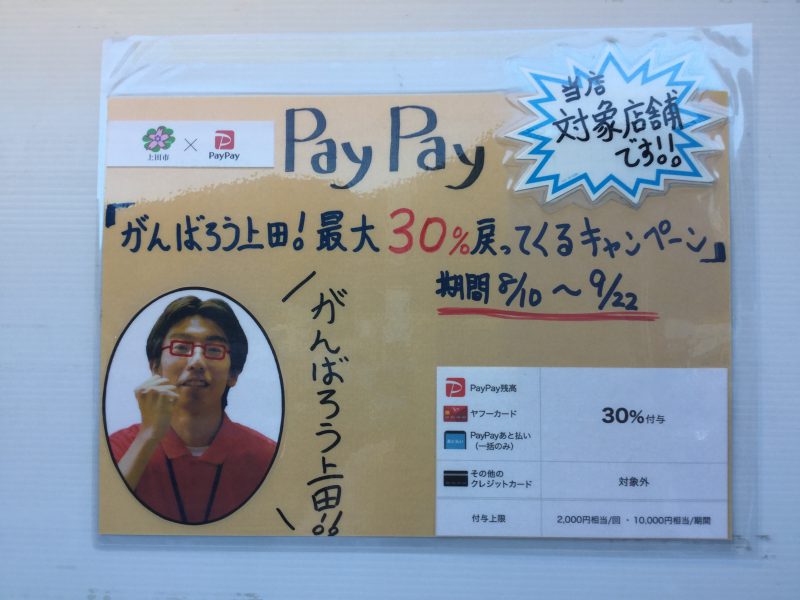 上田市
×
PayPay
PayPay
当店
対象店舗
です!!
「がんばろう上田!最大30%戻ってくるキャンペーン」
期間8/10〜9/22
がんばろう上田!!
PayPay残高
ヤフーカード
PayPayあと払い
(一括のみ)
30%付与
その他の
クレジットカード
対象外
付与上限
2,000円相当/回 ・ 10,000円相当/期間